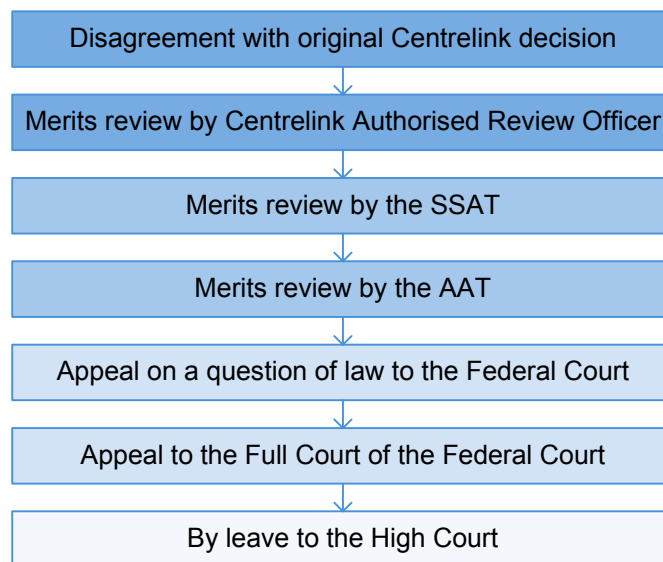 Disagreement with original Centrelink decision
Merits review by Centrelink Authorised Review Officer
Merits review by the SSAT
Merits review by the AAT
Appeal on a question of law to the Federal Court
Appeal to the Full Court of the Federal Court
By leave to the High Court